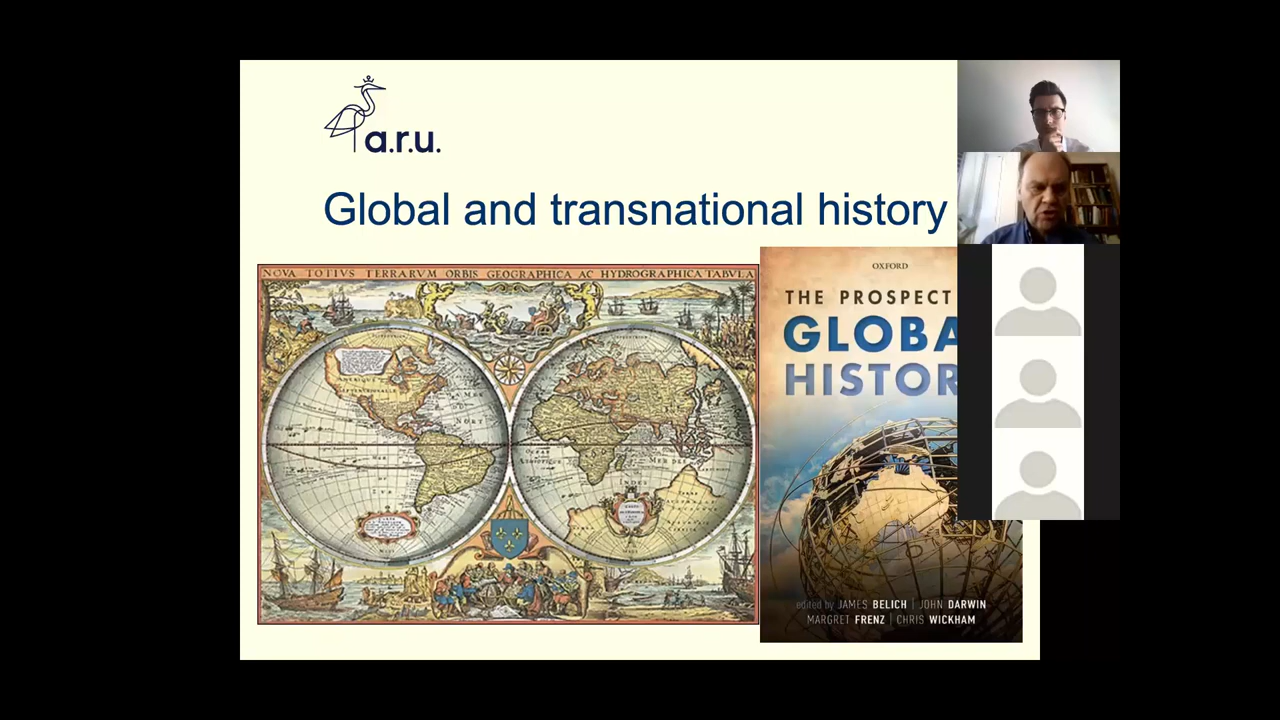 a.r.u.
Global and transnational history
NOVA TOTIVS TERRARVM ORBIS GEOGRAPHICA AC HYDROGRAPHICA TABVLA
OXFORD
THE PROSPECT
GLOBA
HISTOR
edited by JAMES BELICH | JOHN DARWIN
MARGRET FRENZ | CHRIS WICKHAM